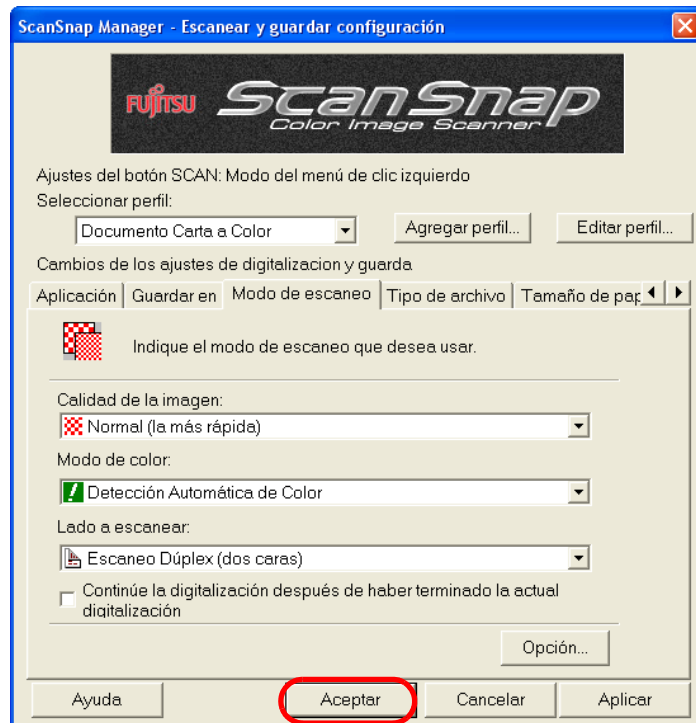 ScanSnap Manager - Escanear y guardar configuración
FUJITSU ScanSnap
Color Image Scanner
Ajustes del botón SCAN: Modo del menú de clic izquierdo
Seleccionar perfil:
Documento Carta a Color Agregar perfil... Editar perfil...
Cambios de los ajustes de digitalizacion y guarda
Aplicación Guardar en Modo de escaneo Tipo de archivo Tamaño de pap
Indique el modo de escaneo que desea usar.
Calidad de la imagen:
Normal (la más rápida)
Modo de color:
Detección Automática de Color
Lado a escanear:
Escaneo Dúplex (dos caras)
Continúe la digitalización después de haber terminado la actual
digitalización
Opción...
Ayuda Aceptar Cancelar Aplicar